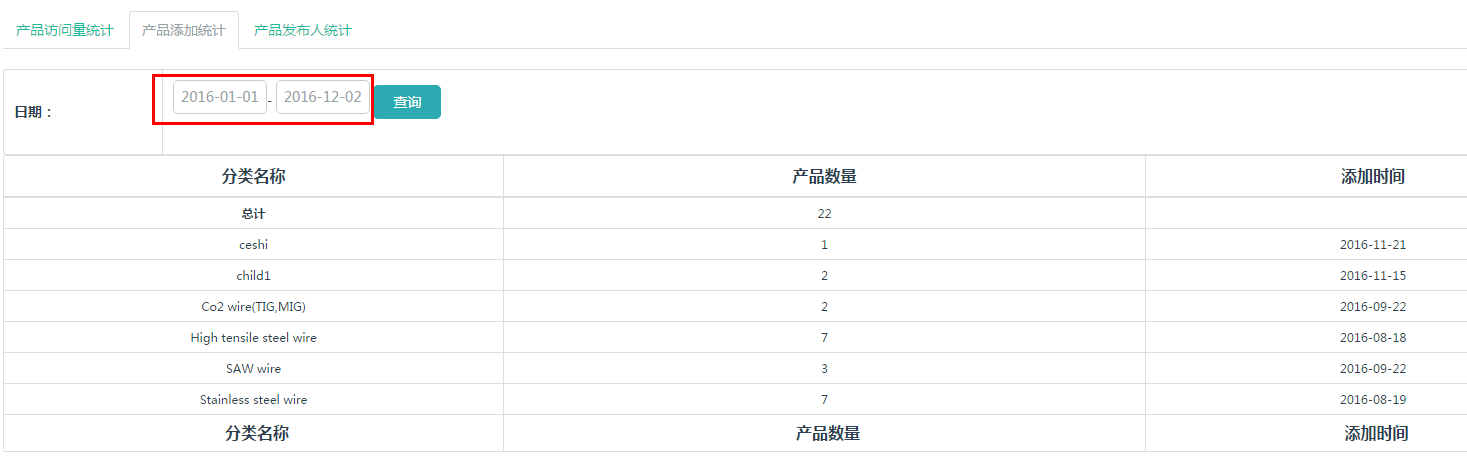 产品访问量统计 产品添加统计 产品发布人统计
日期： 2016-01-01 - 2016-12-02 查询
分类名称 产品数量 添加时间
总计 22
ceshi 1 2016-11-21
child1 2 2016-11-15
Co2 wire(TIG,MIG) 2 2016-09-22
High tensile steel wire 7 2016-08-18
SAW wire 3 2016-09-22
Stainless steel wire 7 2016-08-19
分类名称 产品数量 添加时间